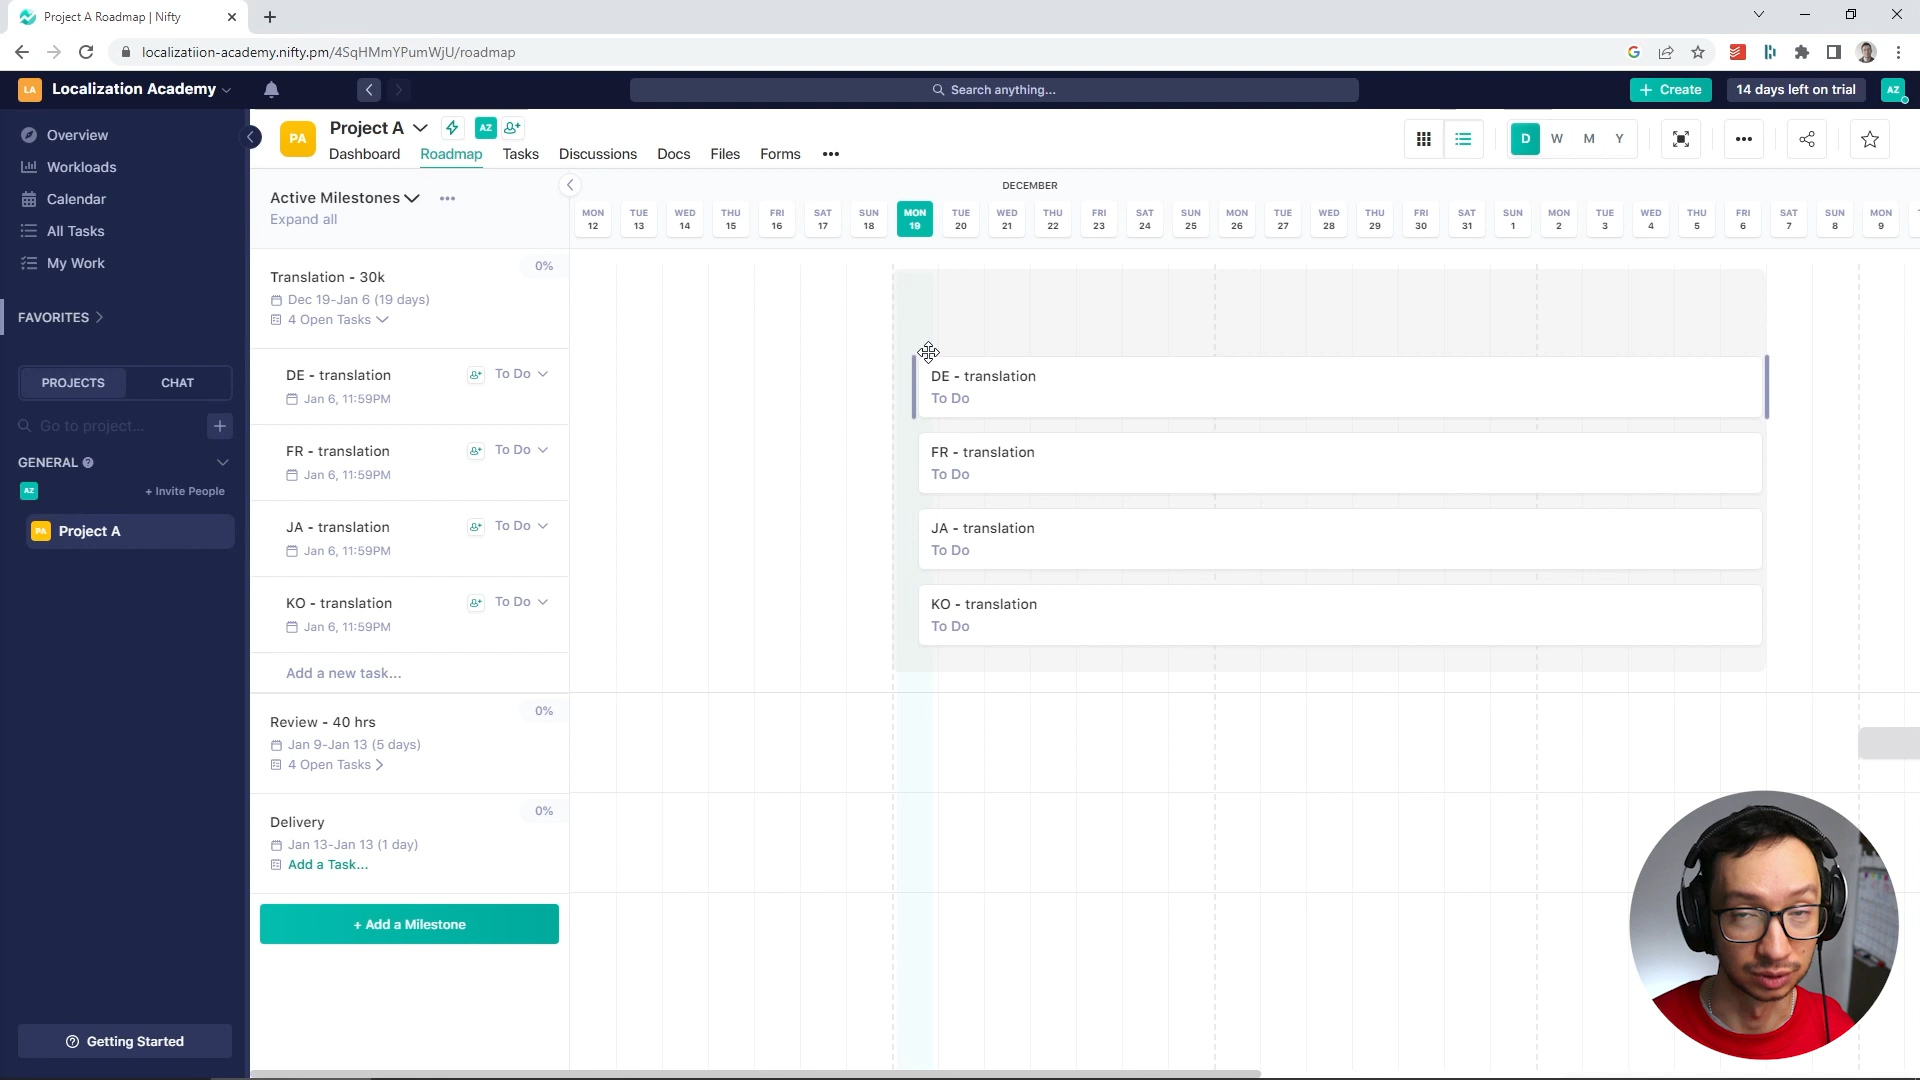 Project A Roadmap | Nifty
localizatiion-academy.nifty.pm/4SqHMmYPumWjU/roadmap
LA Localization Academy
Search anything...
+ Create
14 days left on trial
AZ
Overview
Workloads
Calendar
All Tasks
My Work
FAVORITES
PROJECTS CHAT
Go to project...
GENERAL
AZ + Invite People
PA Project A
Getting Started
PA
Project A
AZ
Dashboard Roadmap Tasks Discussions Docs Files Forms
D W M Y
Active Milestones
Expand all
DECEMBER
MON TUE WED THU FRI SAT SUN MON TUE WED THU FRI SAT SUN MON TUE WED THU FRI SAT SUN MON TUE WED THU FRI SAT SUN MON
12 13 14 15 16 17 18 19 20 21 22 23 24 25 26 27 28 29 30 31 1 2 3 4 5 6 7 8 9
Translation - 30k 0%
Dec 19-Jan 6 (19 days)
4 Open Tasks
DE - translation To Do
Jan 6, 11:59PM
FR - translation To Do
Jan 6, 11:59PM
JA - translation To Do
Jan 6, 11:59PM
KO - translation To Do
Jan 6, 11:59PM
Add a new task...
Review - 40 hrs 0%
Jan 9-Jan 13 (5 days)
4 Open Tasks
Delivery 0%
Jan 13-Jan 13 (1 day)
Add a Task...
+ Add a Milestone
DE - translation
To Do
FR - translation
To Do
JA - translation
To Do
KO - translation
To Do